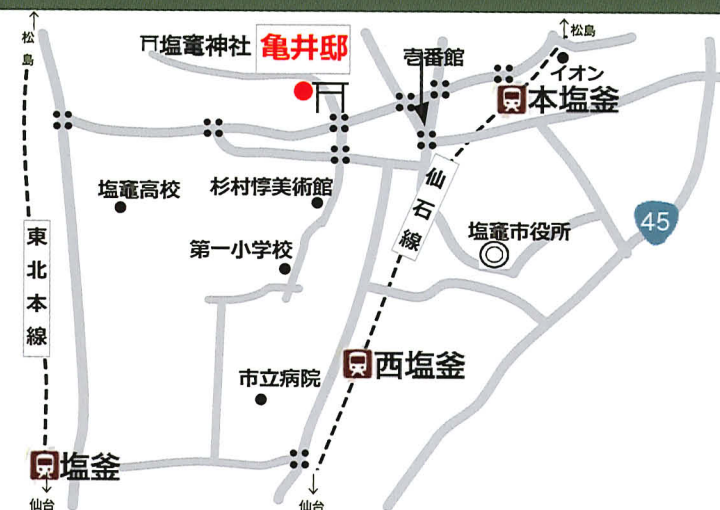 松島
塩竈神社
亀井邸
壱番館
松島
イオン
本塩釜
塩竈高校
杉村惇美術館
仙石線
塩竈市役所
45
第一小学校
東北本線
西塩釜
市立病院
塩釜
仙台
仙台